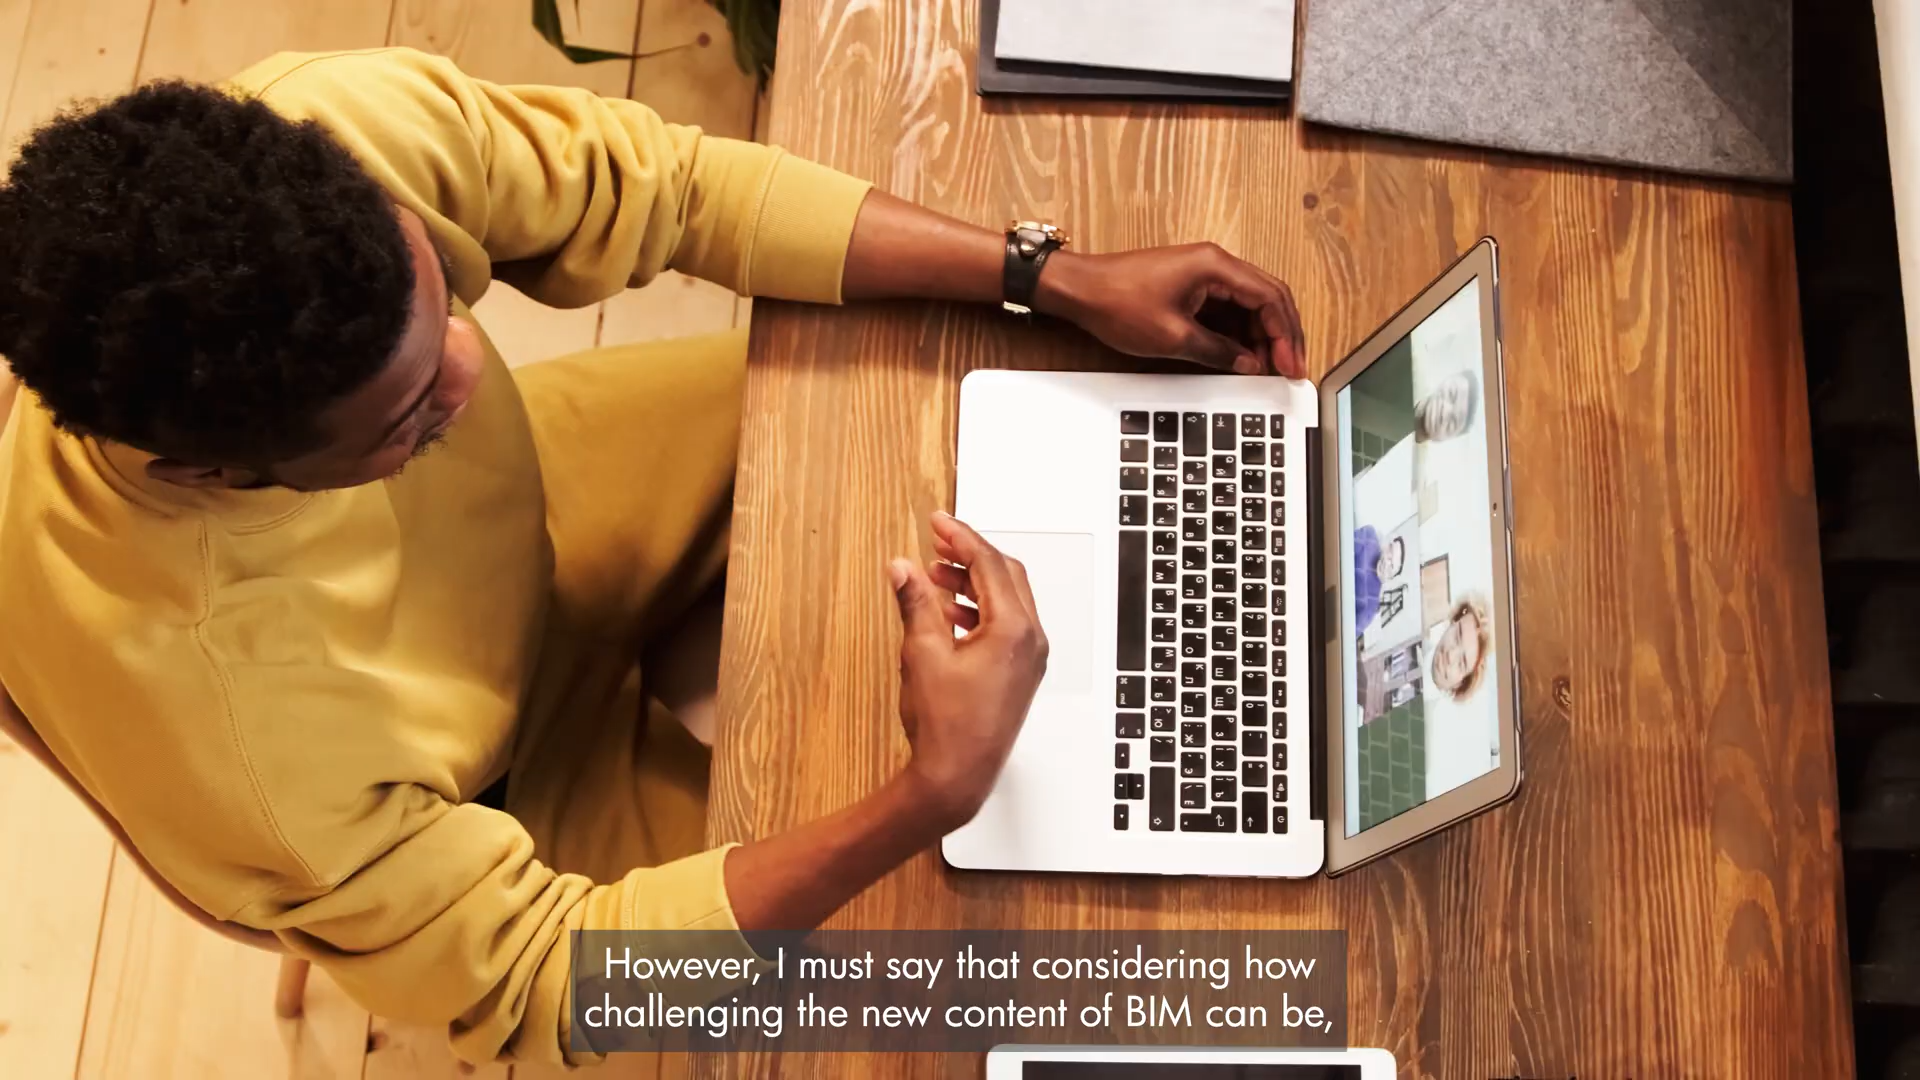 However, I must say that considering how
challenging the new content of BIM can be,